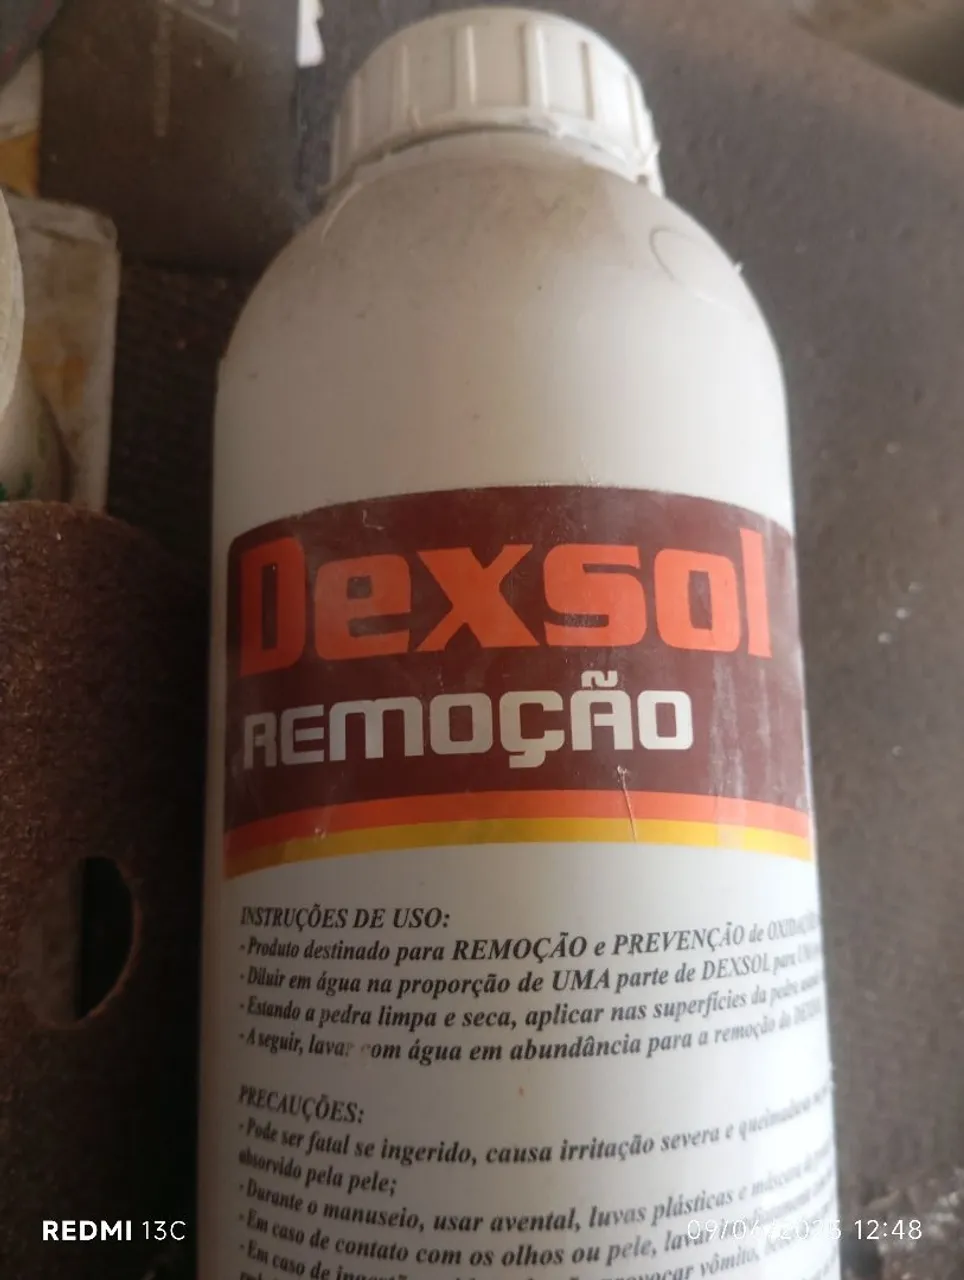 Dexsol
REMOÇÃO
INSTRUÇÕES DE USO:
- Produto destinado para REMOÇÃO e PREVENÇÃO de
- Diluir em água na proporção de UMA parte de DEXSOL para
- Estando a pedra limpa e seca, aplicar nas superfícies da pedra
- A seguir, lavar com água em abundância para a remoção do
PRECAUÇÕES:
- Pode ser fatal se ingerido, causa irritação severa e
absorvido pela pele;
- Durante o manuseio, usar avental, luvas plásticas e
- Em caso de contato com os olhos ou pele,
- Em caso de
vômito,
REDMI 13C
12:48